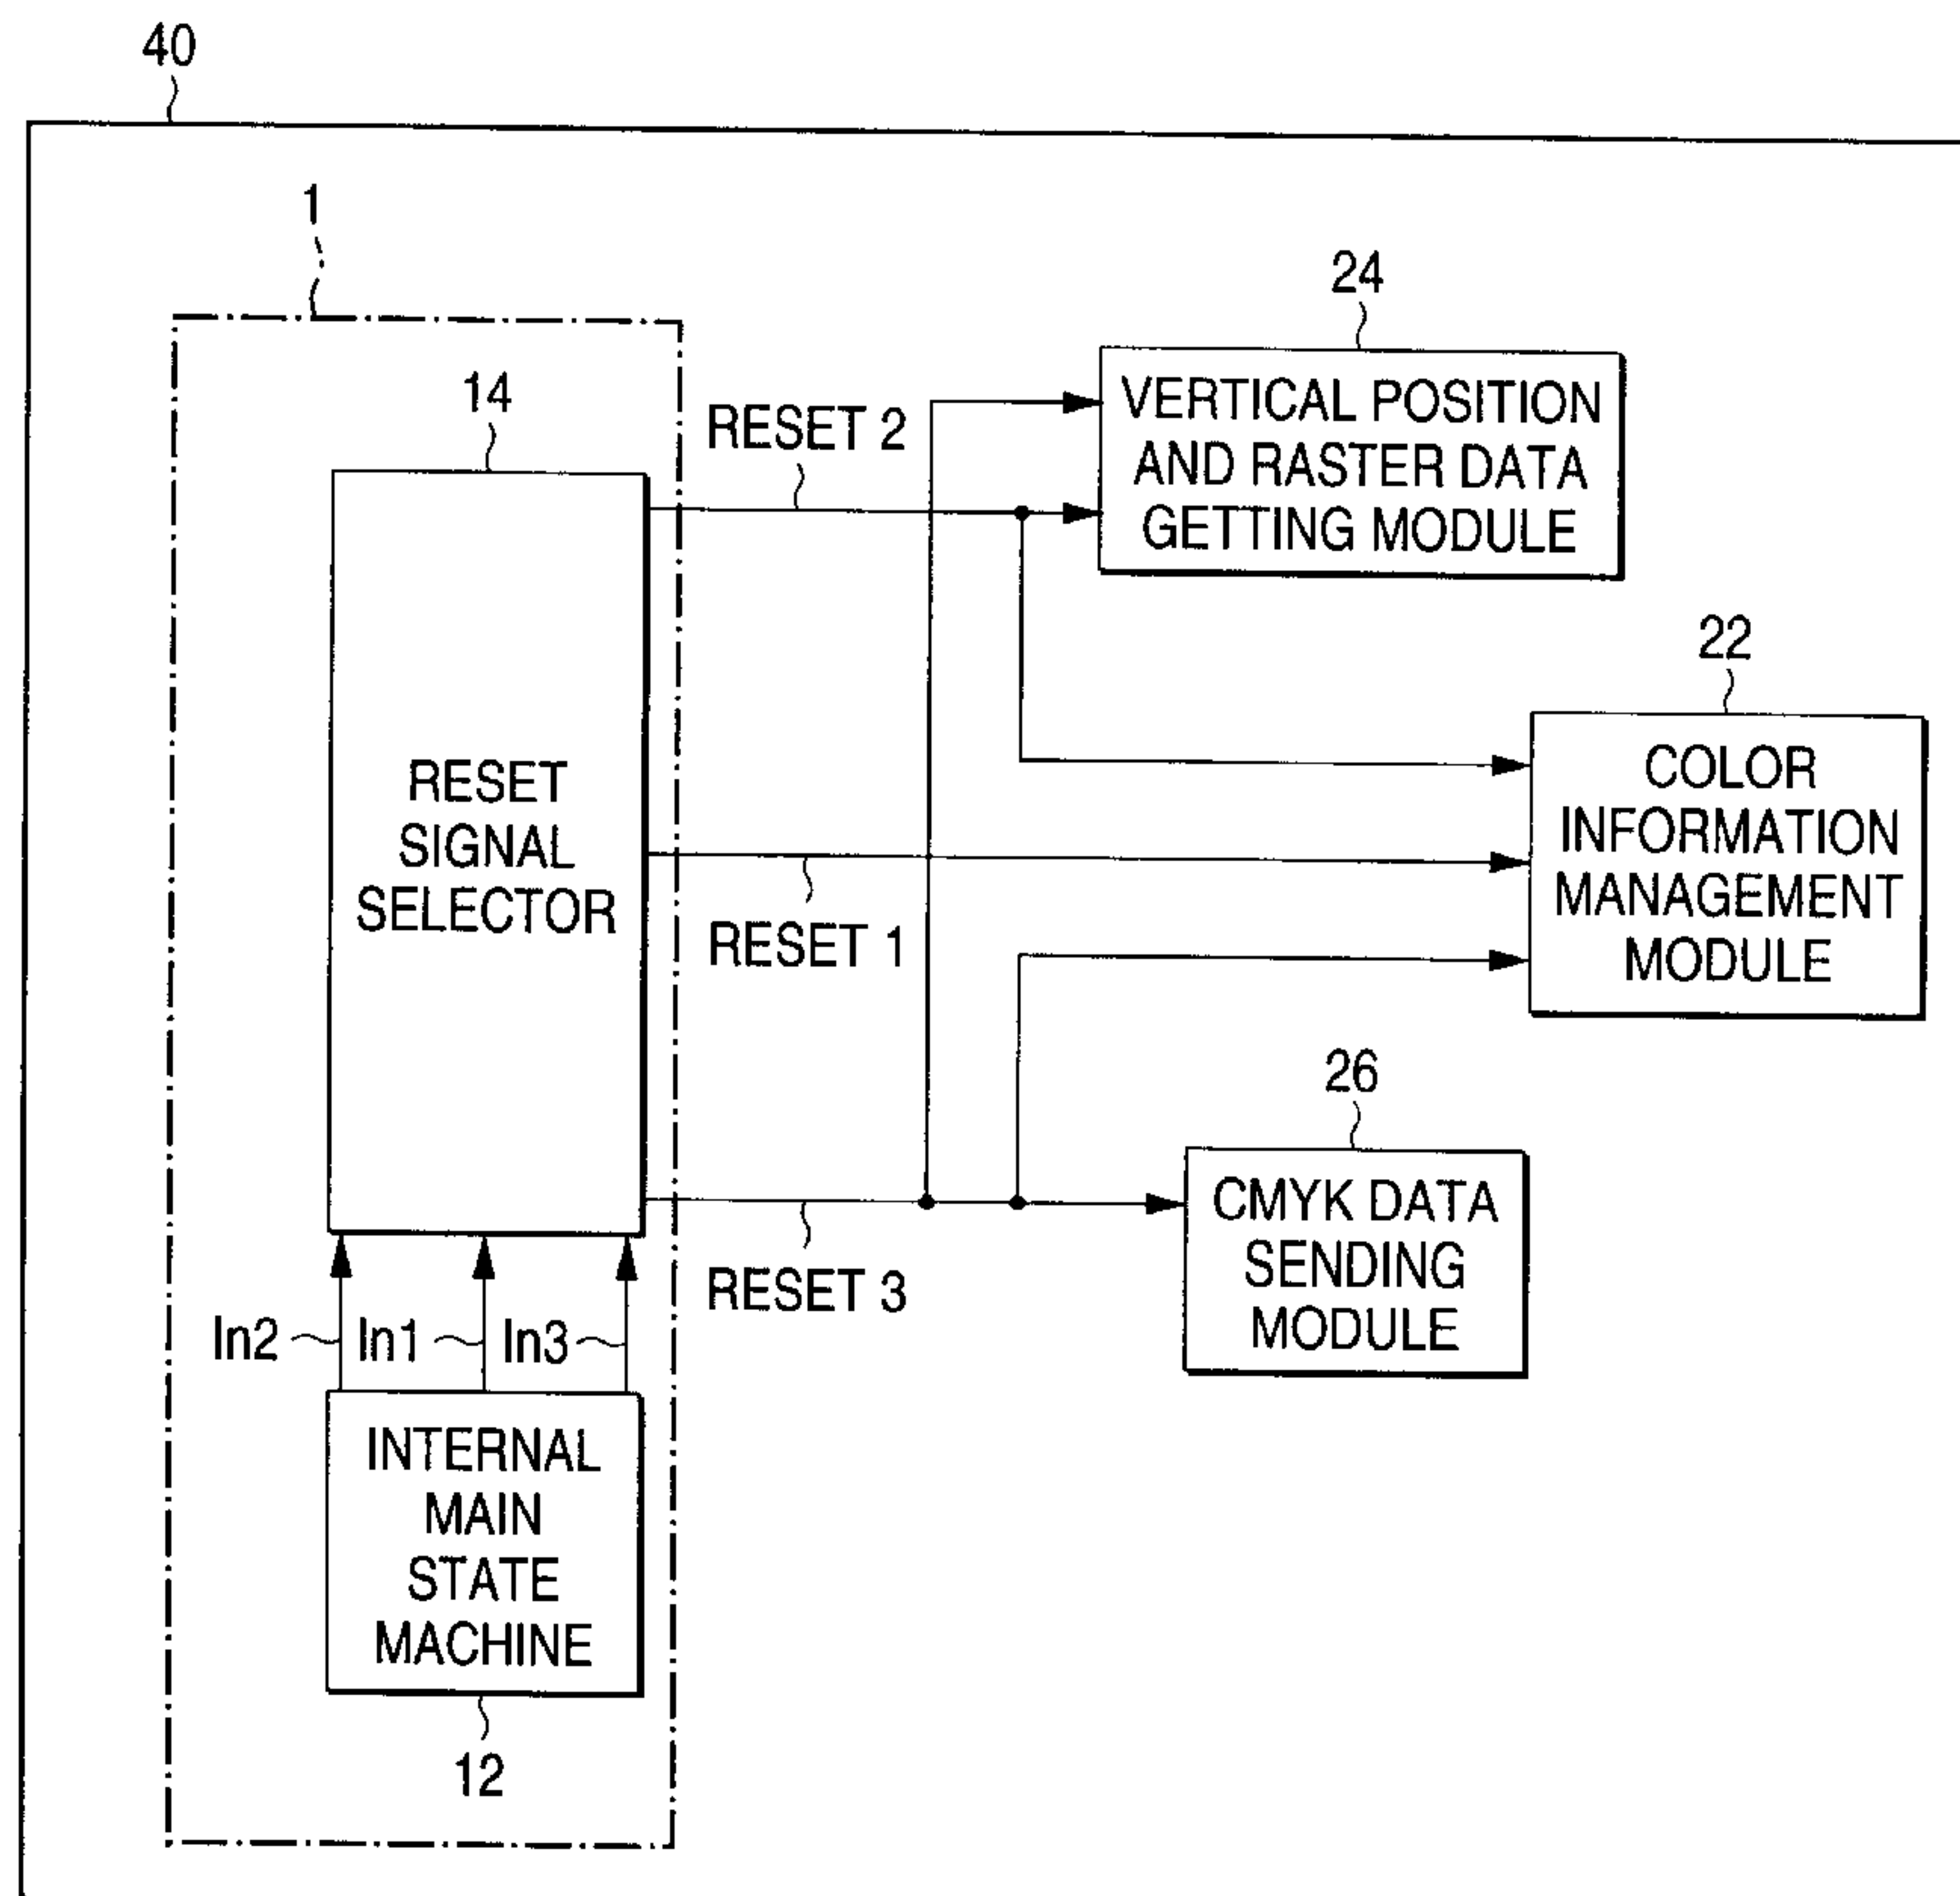 40
1
24
14
RESET 2
VERTICAL POSITION
AND RASTER DATA
GETTING MODULE
22
RESET
SIGNAL
SELECTOR
COLOR
INFORMATION
MANAGEMENT
MODULE
RESET 1
26
CMYK DATA
SENDING
MODULE
RESET 3
In2
In1
In3
INTERNAL
MAIN
STATE
MACHINE
12